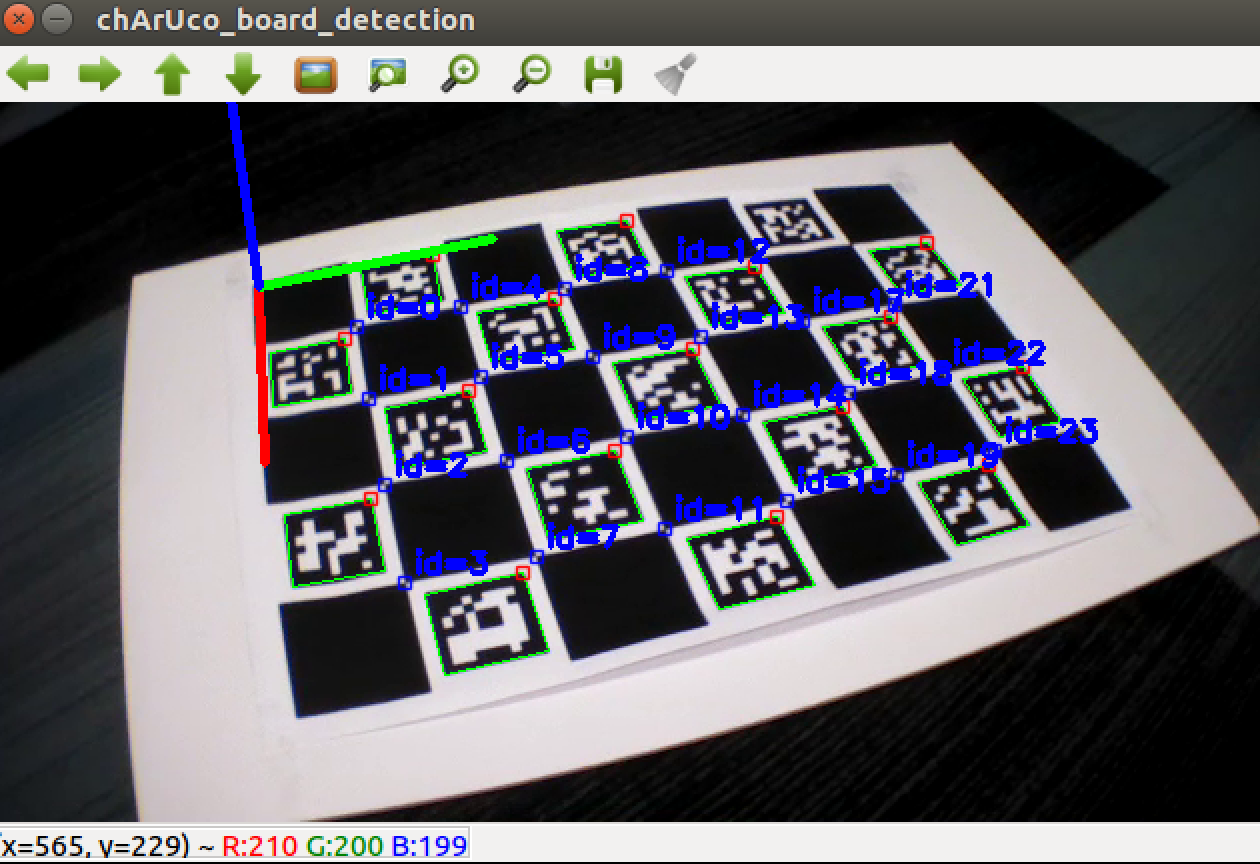 chArUco_board_detection
id=12
id=8
id=4
id=21
id=17
id=0
id=13
id=9
id=22
id=5
id=18
id=1
id=14
id=10
id=23
id=6
id=19
id=2
id=15
id=11
id=7
id=3
x=565, y=229) ~ R:210 G:200 B:199